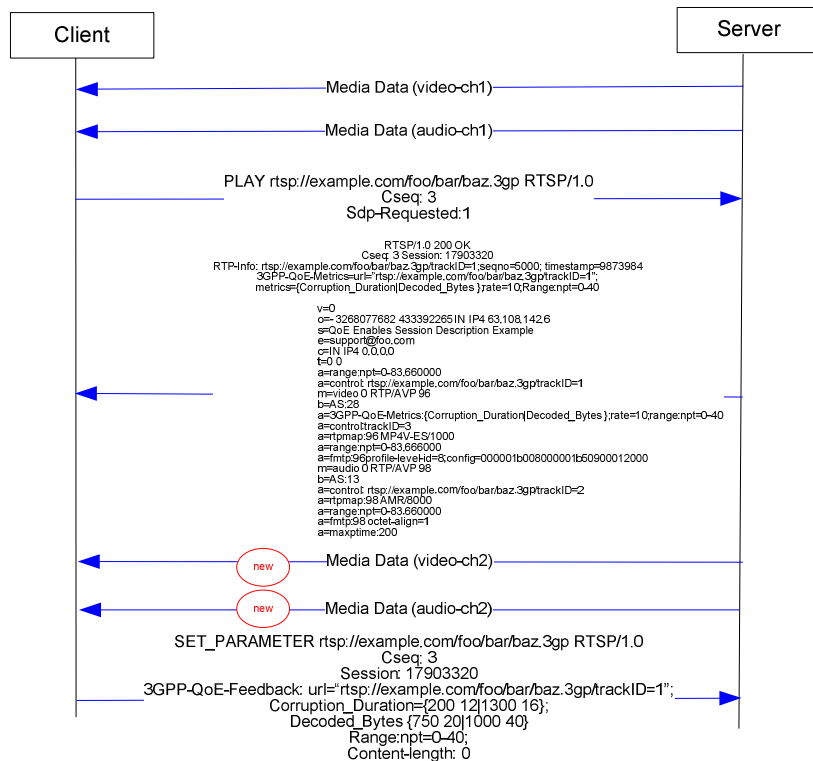 Client
Server
Media Data (video-ch1)
Media Data (audio-ch1)
PLAY rtsp://example.com/foo/bar/baz.3gp RTSP/1.0
Cseq: 3
Sdp-Requested:1
RTSP/1.0 200 OK
Cseq: 3 Session: 17903320
RTP-Info: rtsp://example.com/foo/bar/baz.3gp/trackID=1;seqno=5000; timestamp=9873984
3GPP-QoE-Metrics=url="rtsp://example.com/foo/bar/baz.3gp/trackID=1";
metrics={Corruption_Duration|Decoded_Bytes};rate=10;Range:npt=0-40
v=0
o=- 3268077682 433392265 IN IP4 63.108.142.6
s=QoE Enables Session Description Example
e=support@foo.com
c=IN IP4 0.0.0.0
t=0 0
a=range:npt=0-83.660000
a=control: rtsp://example.com/foo/bar/baz.3gp/trackID=1
m=video 0 RTP/AVP 96
b=AS:28
a=3GPP-QoE-Metrics:{Corruption_Duration|Decoded_Bytes};rate=10;range:npt=0-40
a=control:trackID=3
a=rtpmap:96 MP4V-ES/1000
a=range:npt=0-83.666000
a=fmtp:96profile-level-id=8;config=000001b008000001b50900012000
m=audio 0 RTP/AVP 98
b=AS:13
a=control: rtsp://example.com/foo/bar/baz.3gp/trackID=2
a=rtpmap:98 AMR/8000
a=range:npt=0-83.660000
a=fmtp:98 octet-align=1
a=maxptime:200
new
Media Data (video-ch2)
new
Media Data (audio-ch2)
SET_PARAMETER rtsp://example.com/foo/bar/baz.3gp RTSP/1.0
Cseq: 3
Session: 17903320
3GPP-QoE-Feedback: url="rtsp://example.com/foo/bar/baz.3gp/trackID=1";
Corruption_Duration={200 12|1300 16};
Decoded_Bytes {750 20|1000 40}
Range:npt=0-40;
Content-length: 0